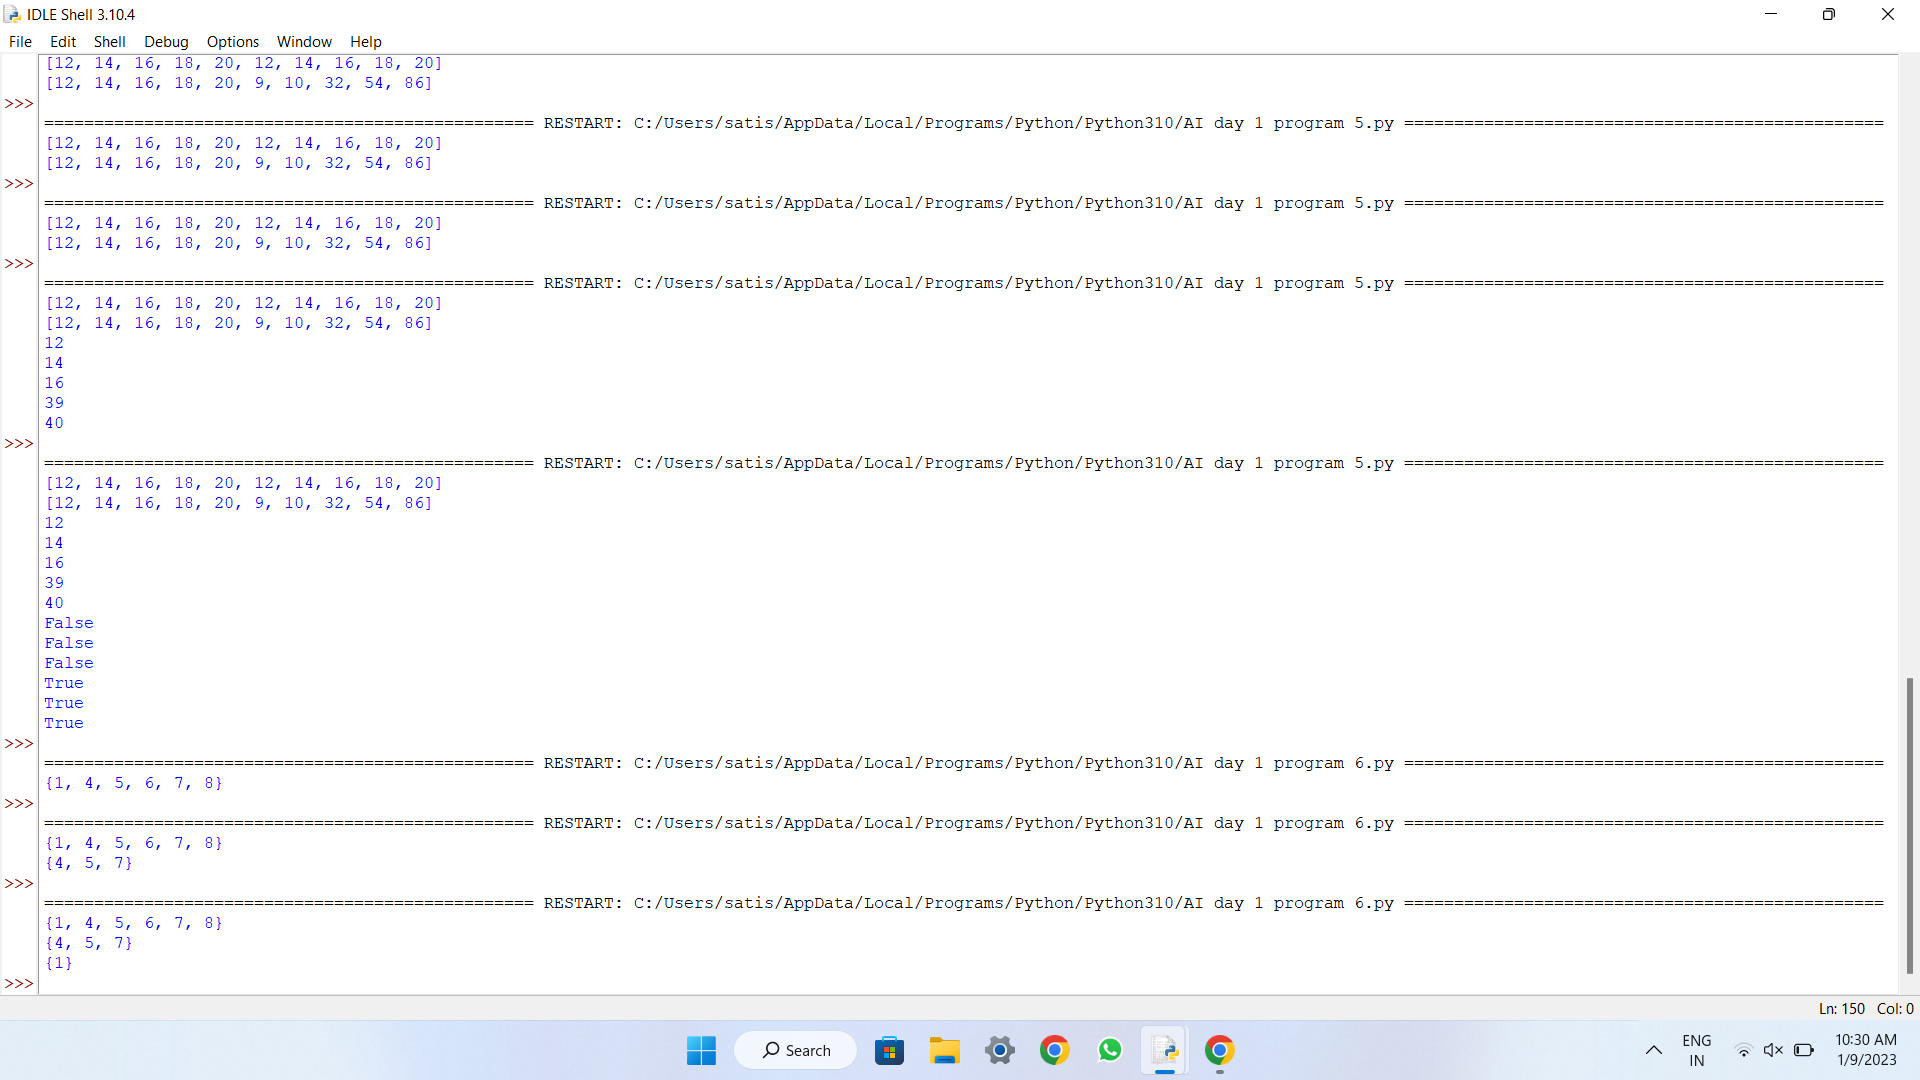 IDLE Shell 3.10.4
File Edit Shell Debug Options Window Help
[12, 14, 16, 18, 20, 12, 14, 16, 18, 20]
[12, 14, 16, 18, 20, 9, 10, 32, 54, 86]
>>>
================================================= RESTART: C:/Users/satis/AppData/Local/Programs/Python/Python310/AI day 1 program 5.py ================================================
[12, 14, 16, 18, 20, 12, 14, 16, 18, 20]
[12, 14, 16, 18, 20, 9, 10, 32, 54, 86]
>>>
================================================= RESTART: C:/Users/satis/AppData/Local/Programs/Python/Python310/AI day 1 program 5.py ================================================
[12, 14, 16, 18, 20, 12, 14, 16, 18, 20]
[12, 14, 16, 18, 20, 9, 10, 32, 54, 86]
>>>
================================================= RESTART: C:/Users/satis/AppData/Local/Programs/Python/Python310/AI day 1 program 5.py ================================================
[12, 14, 16, 18, 20, 12, 14, 16, 18, 20]
[12, 14, 16, 18, 20, 9, 10, 32, 54, 86]
12
14
16
39
40
>>>
================================================= RESTART: C:/Users/satis/AppData/Local/Programs/Python/Python310/AI day 1 program 5.py ================================================
[12, 14, 16, 18, 20, 12, 14, 16, 18, 20]
[12, 14, 16, 18, 20, 9, 10, 32, 54, 86]
12
14
16
39
40
False
False
False
True
True
True
>>>
================================================= RESTART: C:/Users/satis/AppData/Local/Programs/Python/Python310/AI day 1 program 6.py ================================================
{1, 4, 5, 6, 7, 8}
>>>
================================================= RESTART: C:/Users/satis/AppData/Local/Programs/Python/Python310/AI day 1 program 6.py ================================================
{1, 4, 5, 6, 7, 8}
{4, 5, 7}
>>>
================================================= RESTART: C:/Users/satis/AppData/Local/Programs/Python/Python310/AI day 1 program 6.py ================================================
{1, 4, 5, 6, 7, 8}
{4, 5, 7}
{1}
>>>
Ln: 150 Col: 0
Search
ENG
IN
10:30 AM
1/9/2023